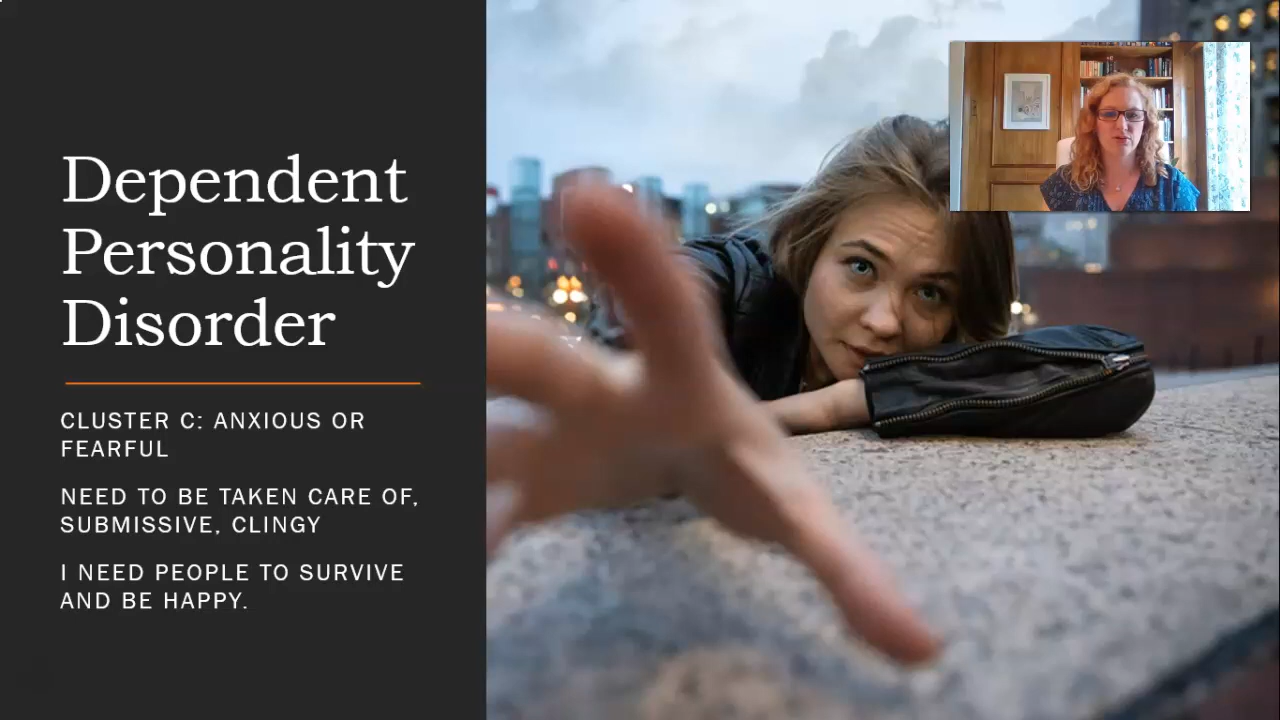 Dependent
Personality
Disorder
CLUSTER C: ANXIOUS OR
FEARFUL
NEED TO BE TAKEN CARE OF,
SUBMISSIVE, CLINGY
I NEED PEOPLE TO SURVIVE
AND BE HAPPY.